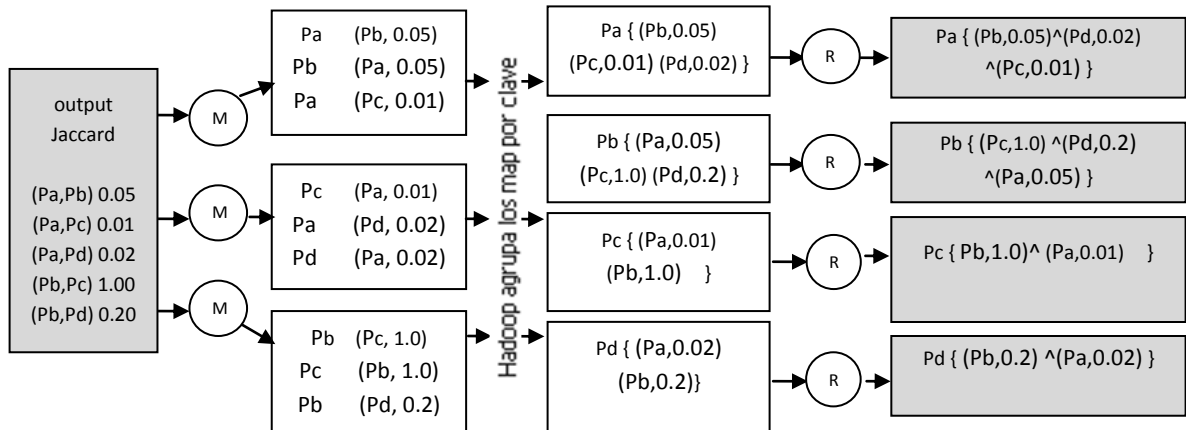 output
Jaccard
(Pa,Pb) 0.05
(Pa,Pc) 0.01
(Pa,Pd) 0.02
(Pb,Pc) 1.00
(Pb,Pd) 0.20
M
M
M
Pa (Pb, 0.05)
Pb (Pa, 0.05)
Pa (Pc, 0.01)
Pc (Pa, 0.01)
Pa (Pd, 0.02)
Pd (Pa, 0.02)
Pb (Pc, 1.0)
Pc (Pb, 1.0)
Pb (Pd, 0.2)
Hadoop agrupa los map por clave
Pa { (Pb,0.05)
(Pc,0.01) (Pd,0.02) }
Pb { (Pa,0.05)
(Pc,1.0) (Pd,0.2) }
Pc { (Pa,0.01)
(Pb,1.0) }
Pd { (Pa,0.02)
(Pb,0.2)}
R
R
R
R
Pa { (Pb,0.05)^(Pd,0.02)
^(Pc,0.01) }
Pb { (Pc,1.0) ^(Pd,0.2)
^(Pa,0.05) }
Pc { Pb,1.0)^ (Pa,0.01) }
Pd { (Pb,0.2) ^(Pa,0.02) }